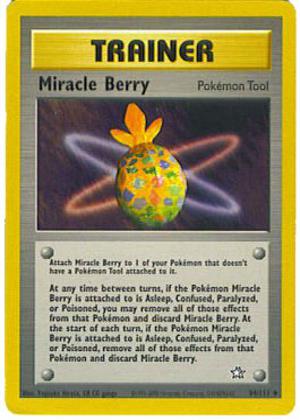 TRAINER
Miracle Berry Pokémon Tool
Attach Miracle Berry to 1 of your Pokémon that doesn't
have a Pokémon Tool attached to it.
At any time between turns, if the Pokémon Miracle
Berry is attached to is Asleep, Confused, Paralyzed,
or Poisoned, you may remove all of those effects
from that Pokémon and discard Miracle Berry. At
the start of each turn, if the Pokémon Miracle
Berry is attached to is Asleep, Confused, Paralyzed,
or Poisoned, remove all of those effects from that
Pokémon and discard Miracle Berry.
94/111